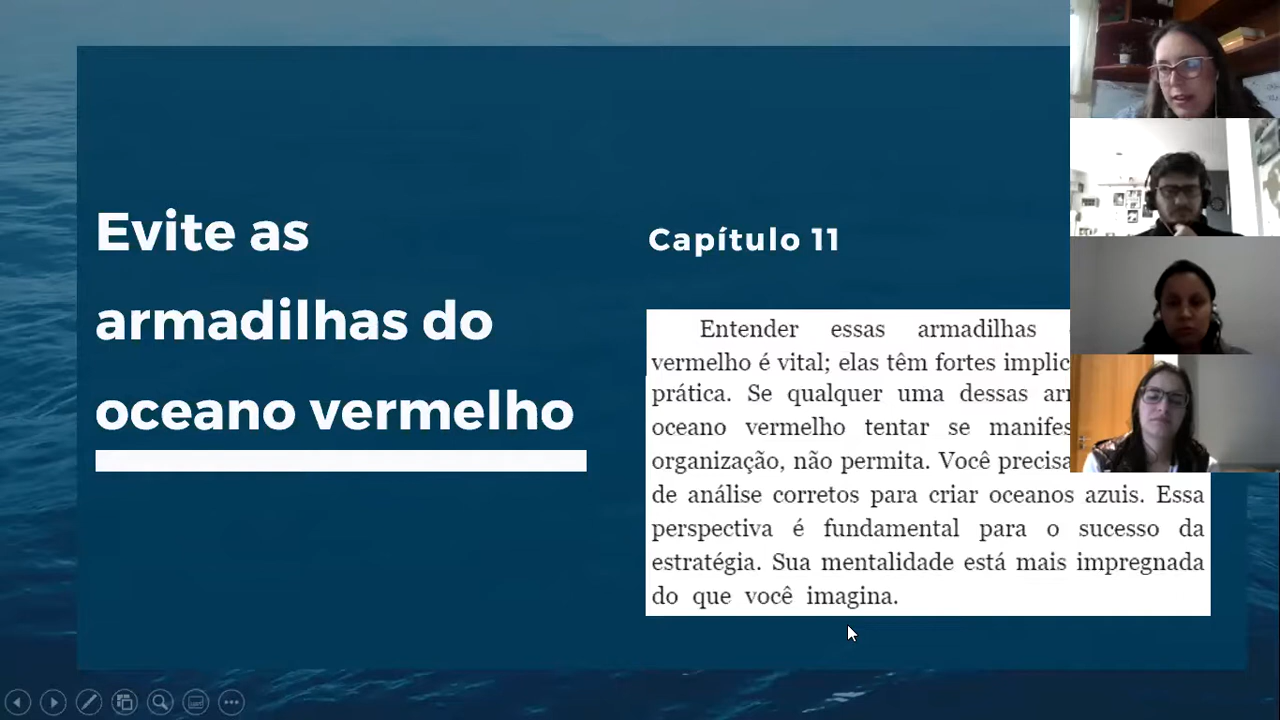 Evite as
armadilhas do
oceano vermelho
Capítulo 11
Entender essas armadilhas
vermelho é vital; elas têm fortes
prática. Se qualquer uma dessas
oceano vermelho tentar se
organização, não permita. Você
de análise corretos para criar oceanos azuis. Essa
perspectiva é fundamental para o sucesso da
estratégia. Sua mentalidade está mais impregnada
do que você imagina.